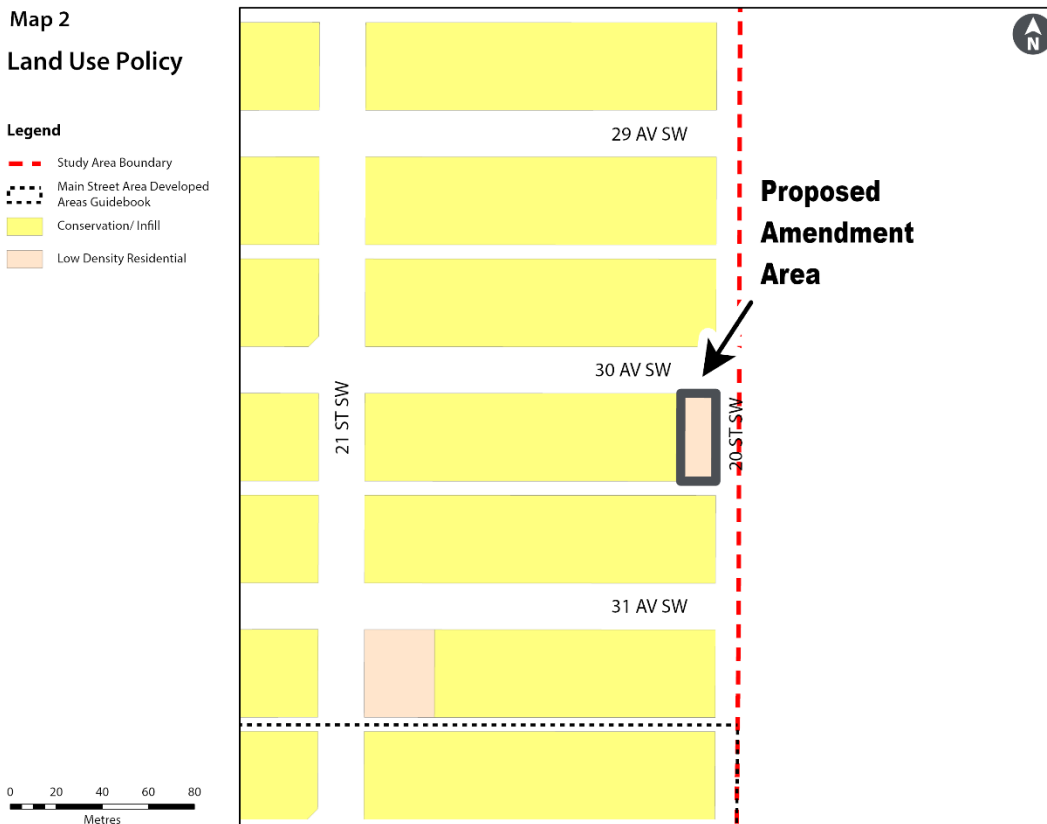 Map 2
Land Use Policy
Legend
Study Area Boundary
Main Street Area Developed
Areas Guidebook
Conservation/ Infill
Low Density Residential
0 20 40 60 80
Metres
N
29 AV SW
Proposed
Amendment
Area
30 AV SW
21 ST SW
20 ST SW
31 AV SW